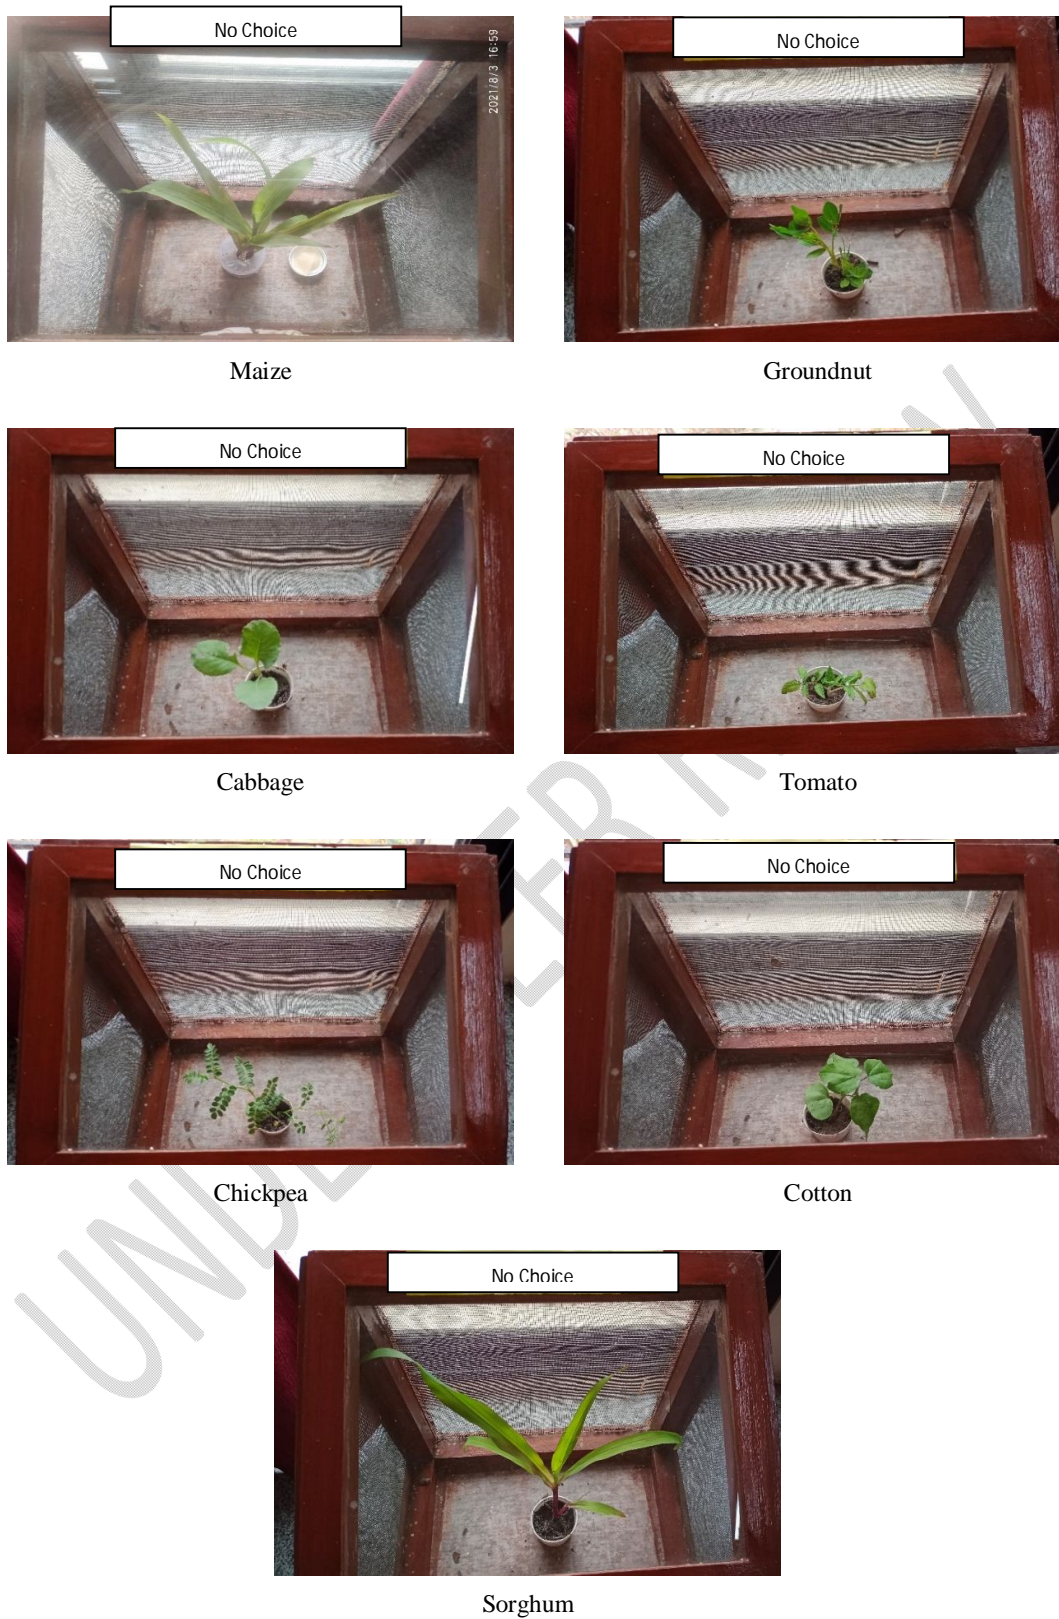 No Choice
No Choice
2021/8/3 16:59
Maize
Groundnut
No Choice
No Choice
Cabbage
Tomato
No Choice
No Choice
Chickpea
Cotton
No Choice
Sorghum